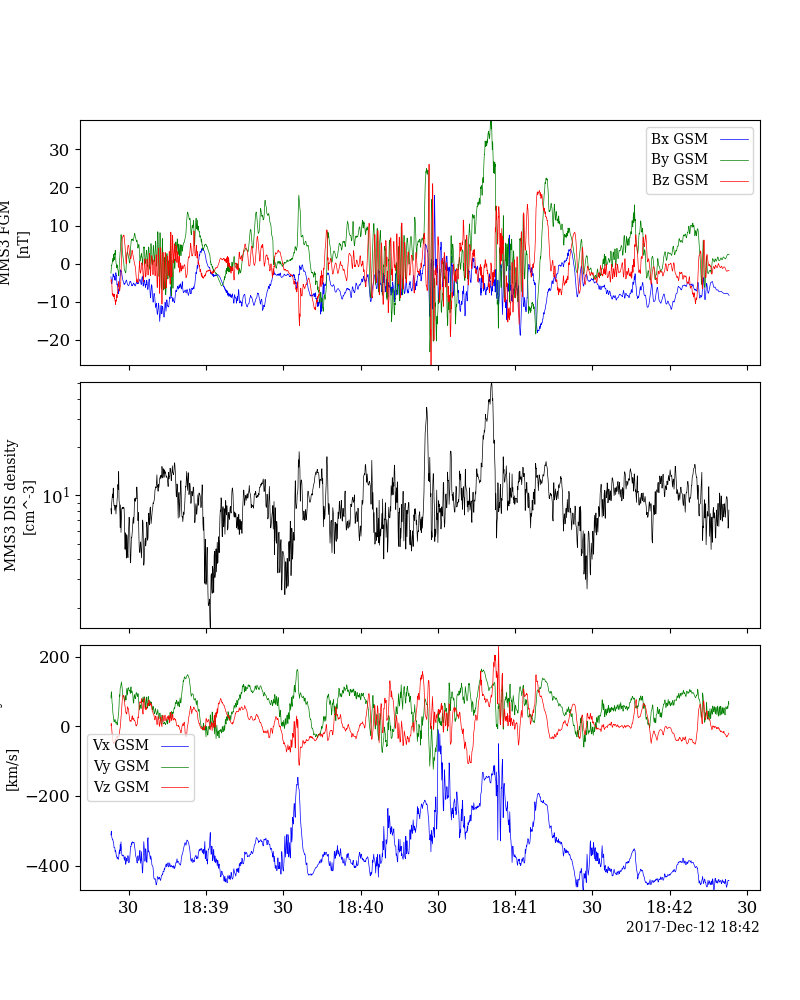 MMS3 FGM
[nT]
30
20
10
0
−10
−20
Bx GSM
By GSM
Bz GSM
MMS3 DIS density
[cm^-3]
10^1
200
0
−200
−400
[km/s]
Vx GSM
Vy GSM
Vz GSM
30 18:39 30 18:40 30 18:41 30 18:42 30
2017-Dec-12 18:42